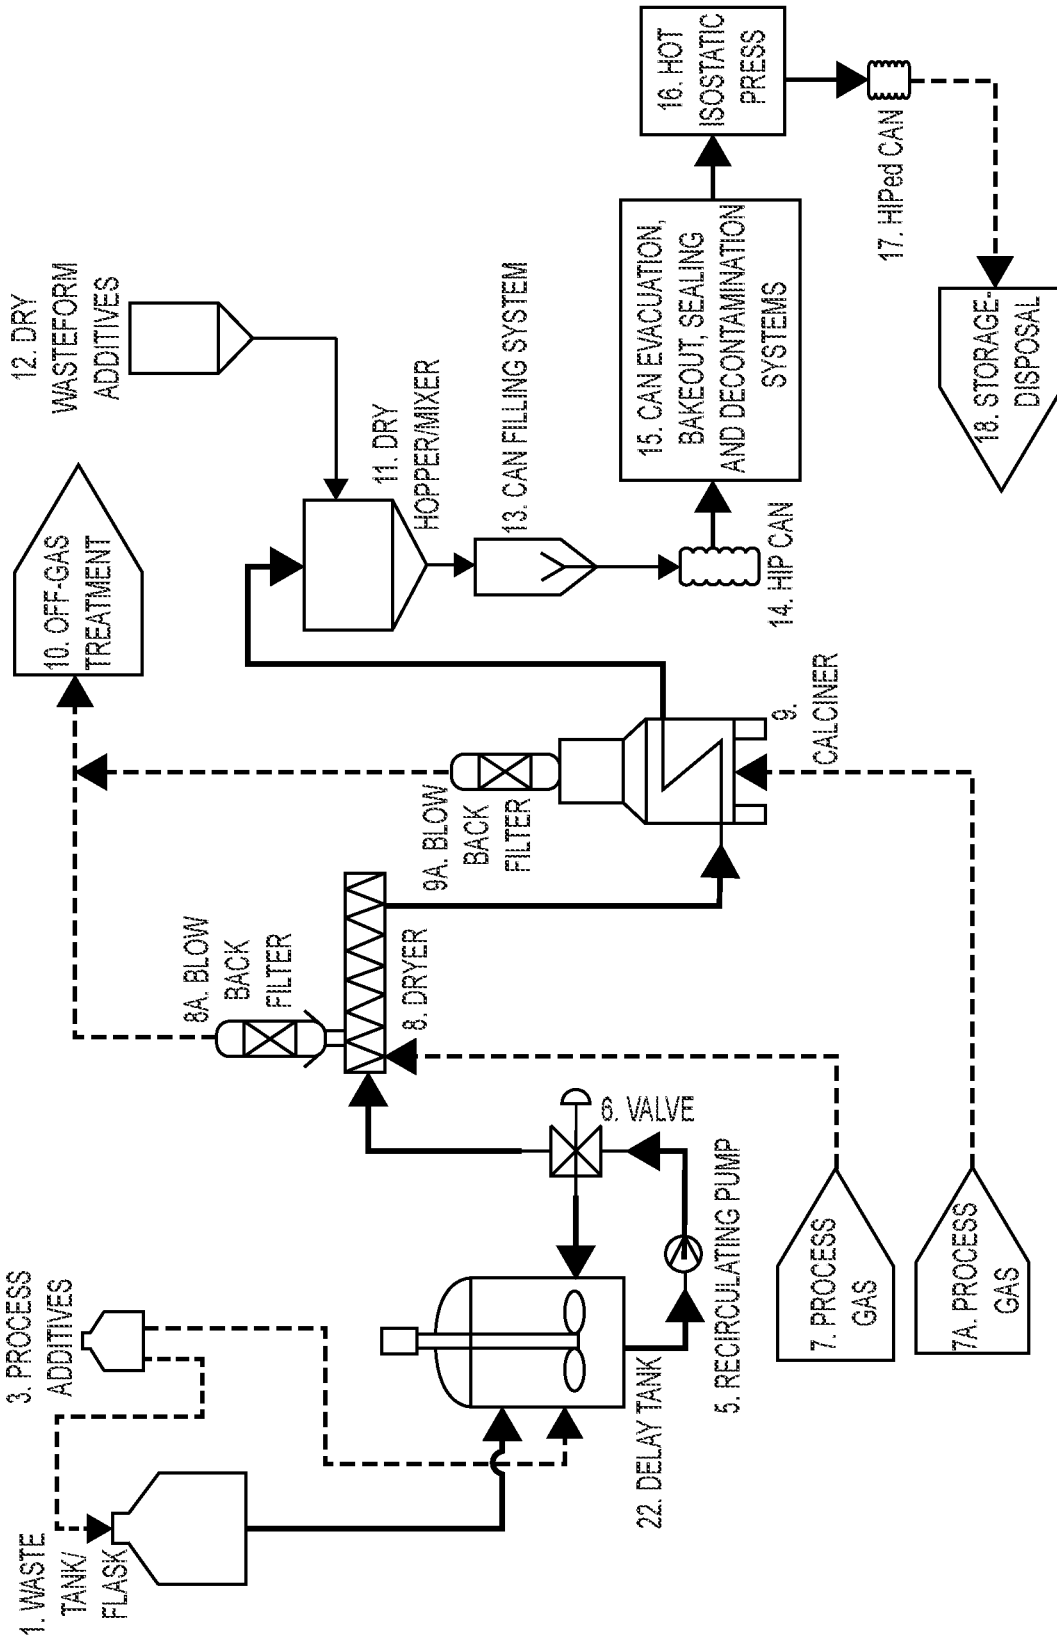 1. WASTE
TANK/
FLASK
3. PROCESS
ADDITIVES
22. DELAY TANK
5. RECIRCULATING PUMP
6. VALVE
7. PROCESS
GAS
7A. PROCESS
GAS
8A. BLOW
BACK
FILTER
8. DRYER
9A. BLOW
BACK
FILTER
9.
CALCINER
10. OFF-GAS
TREATMENT
12. DRY
WASTEFORM
ADDITIVES
11. DRY
HOPPER/MIXER
13. CAN FILLING SYSTEM
14. HIP CAN
15. CAN EVACUATION,
BAKEOUT, SEALING
AND DECONTAMINATION
SYSTEMS
16. HOT
ISOSTATIC
PRESS
17. HIPed CAN
18. STORAGE-
DISPOSAL